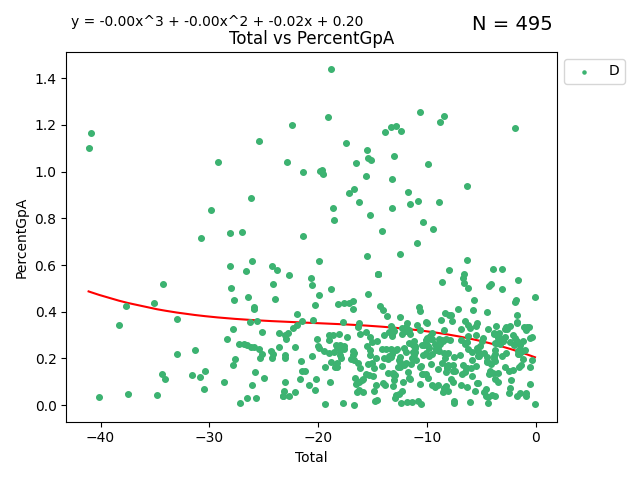 y = -0.00x^3 + -0.00x^2 + -0.02x + 0.20
N = 495
Total vs PercentGpA
D
1.4
1.2
1.0
0.8
0.6
0.4
0.2
0.0
PercentGpA
−40 −30 −20 −10 0
Total